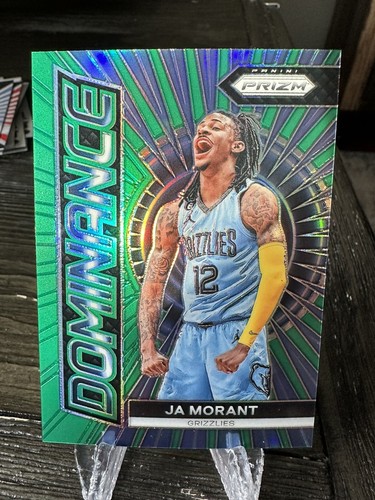 PANINI
PRIZM
DOMINANCE
GRIZZLIES
12
JA MORANT
GRIZZLIES